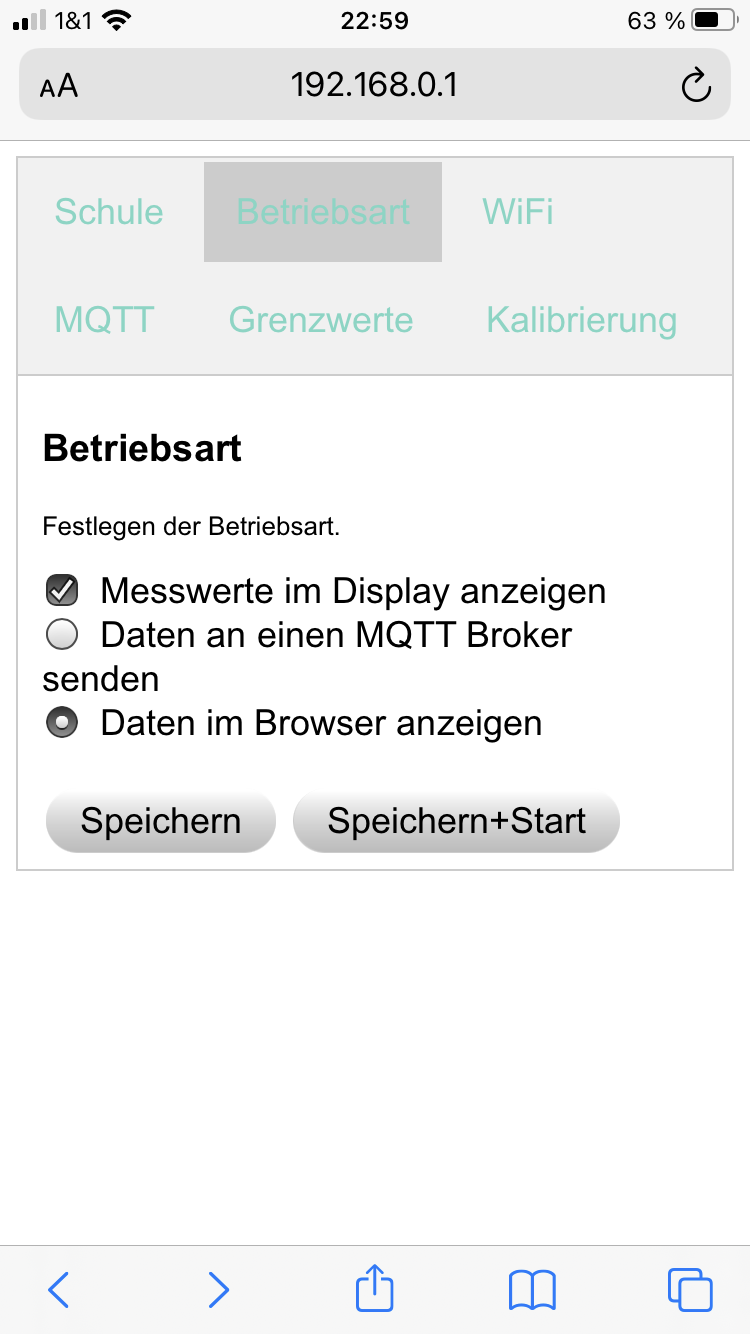 1&1 22:59 63 %
AA 192.168.0.1
Schule Betriebsart WiFi
MQTT Grenzwerte Kalibrierung
Betriebsart
Festlegen der Betriebsart.
Messwerte im Display anzeigen
Daten an einen MQTT Broker
senden
Daten im Browser anzeigen
Speichern Speichern+Start